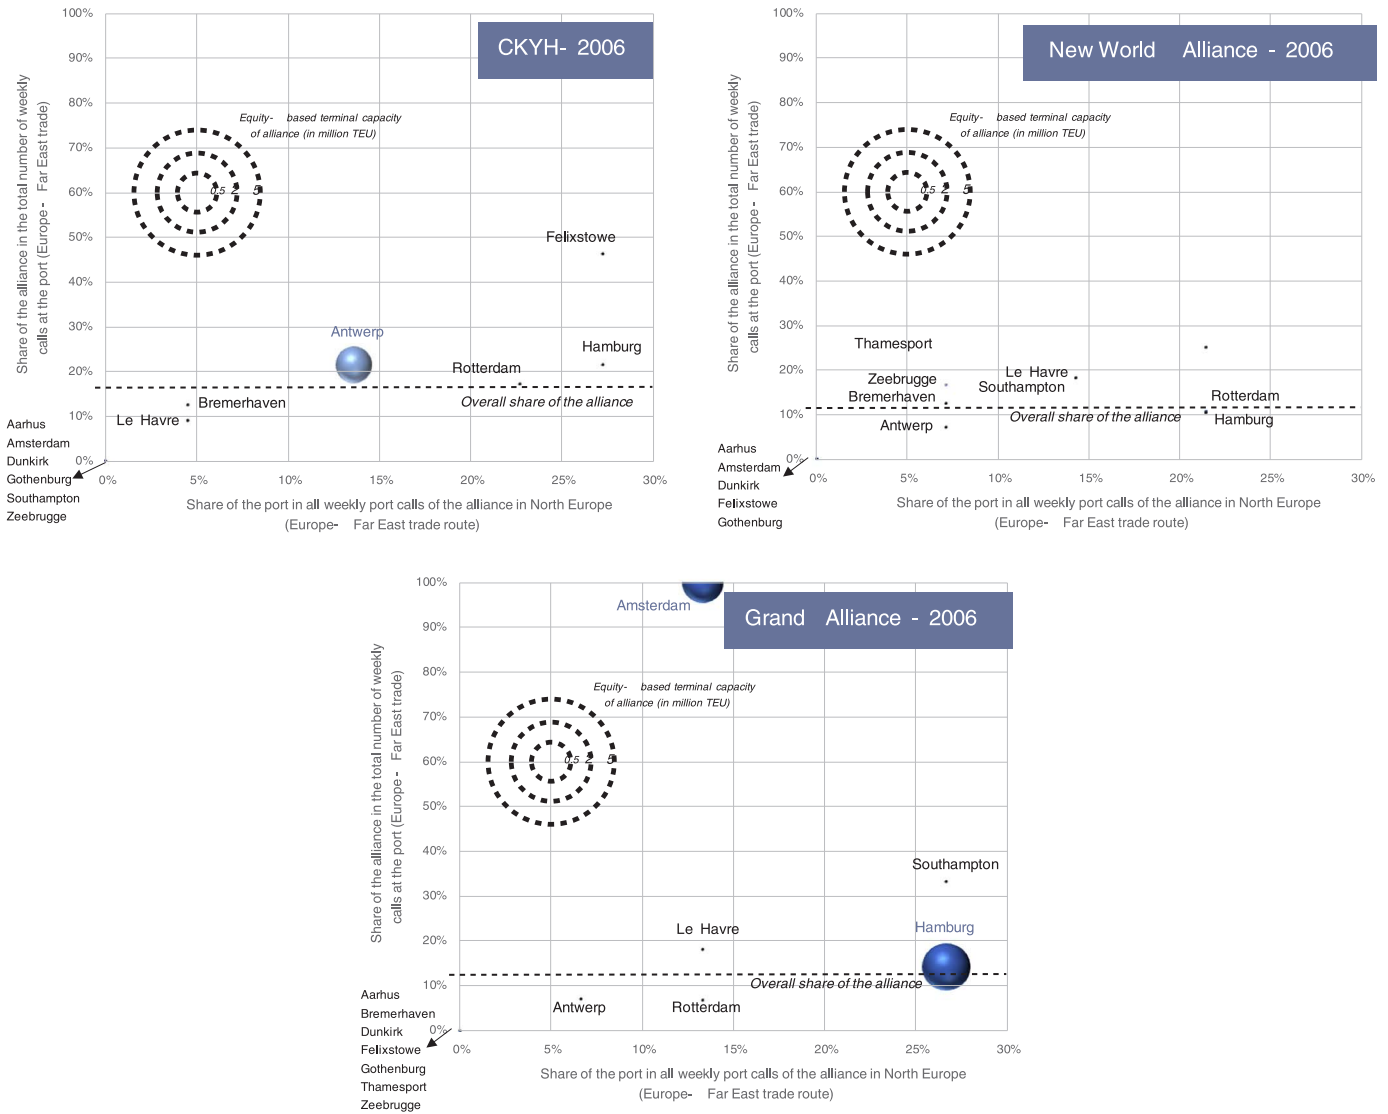 CKYH- 2006
Share of the alliance in the total number of weekly
calls at the port (Europe- Far East trade)
100%
90%
80%
70%
60%
50%
40%
30%
20%
10%
0%
Equity- based terminal capacity
of alliance (in million TEU)
0.5 2 5
Felixstowe
Antwerp
Hamburg
Rotterdam
Overall share of the alliance
Bremerhaven
Le Havre
Aarhus
Amsterdam
Dunkirk
Gothenburg
Southampton
Zeebrugge
0% 5% 10% 15% 20% 25% 30%
Share of the port in all weekly port calls of the alliance in North Europe
(Europe- Far East trade route)
New World Alliance - 2006
Share of the alliance in the total number of weekly
calls at the port (Europe - Far East trade)
100%
90%
80%
70%
60%
50%
40%
30%
20%
10%
0%
Equity- based terminal capacity
of alliance (in million TEU)
0.5 2 5
Thamesport
Le Havre
Zeebrugge
Southampton
Bremerhaven
Rotterdam
Overall share of the alliance
Hamburg
Antwerp
Aarhus
Amsterdam
Dunkirk
Felixstowe
Gothenburg
0% 5% 10% 15% 20% 25% 30%
Share of the port in all weekly port calls of the alliance in North Europe
(Europe- Far East trade route)
Grand Alliance - 2006
Share of the alliance in the total number of weekly
calls at the port (Europe - Far East trade)
100%
90%
80%
70%
60%
50%
40%
30%
20%
10%
0%
Amsterdam
Equity- based terminal capacity
of alliance (in million TEU)
0.5 2 5
Southampton
Le Havre
Hamburg
Overall share of the alliance
Antwerp
Rotterdam
Aarhus
Bremerhaven
Dunkirk
Felixstowe
Gothenburg
Thamesport
Zeebrugge
0% 5% 10% 15% 20% 25% 30%
Share of the port in all weekly port calls of the alliance in North Europe
(Europe- Far East trade route)